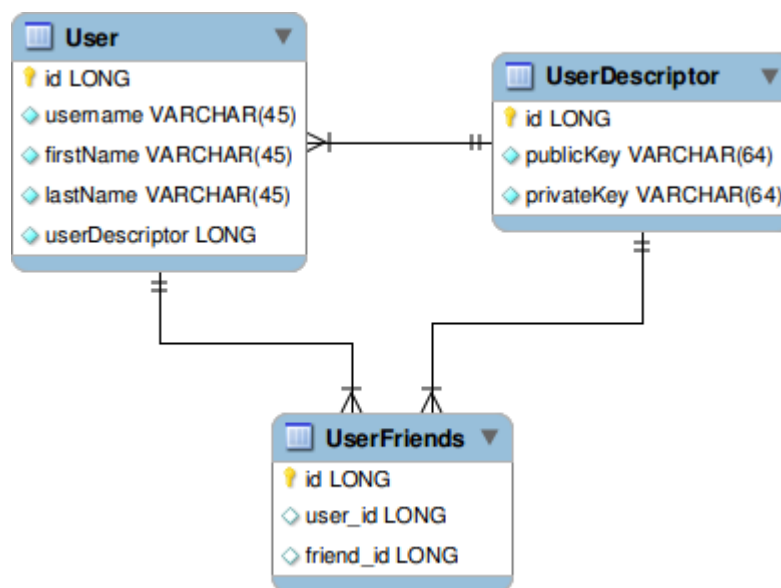 User
id LONG
username VARCHAR(45)
firstName VARCHAR(45)
lastName VARCHAR(45)
userDescriptor LONG
UserDescriptor
id LONG
publicKey VARCHAR(64)
privateKey VARCHAR(64)
UserFriends
id LONG
user_id LONG
friend_id LONG